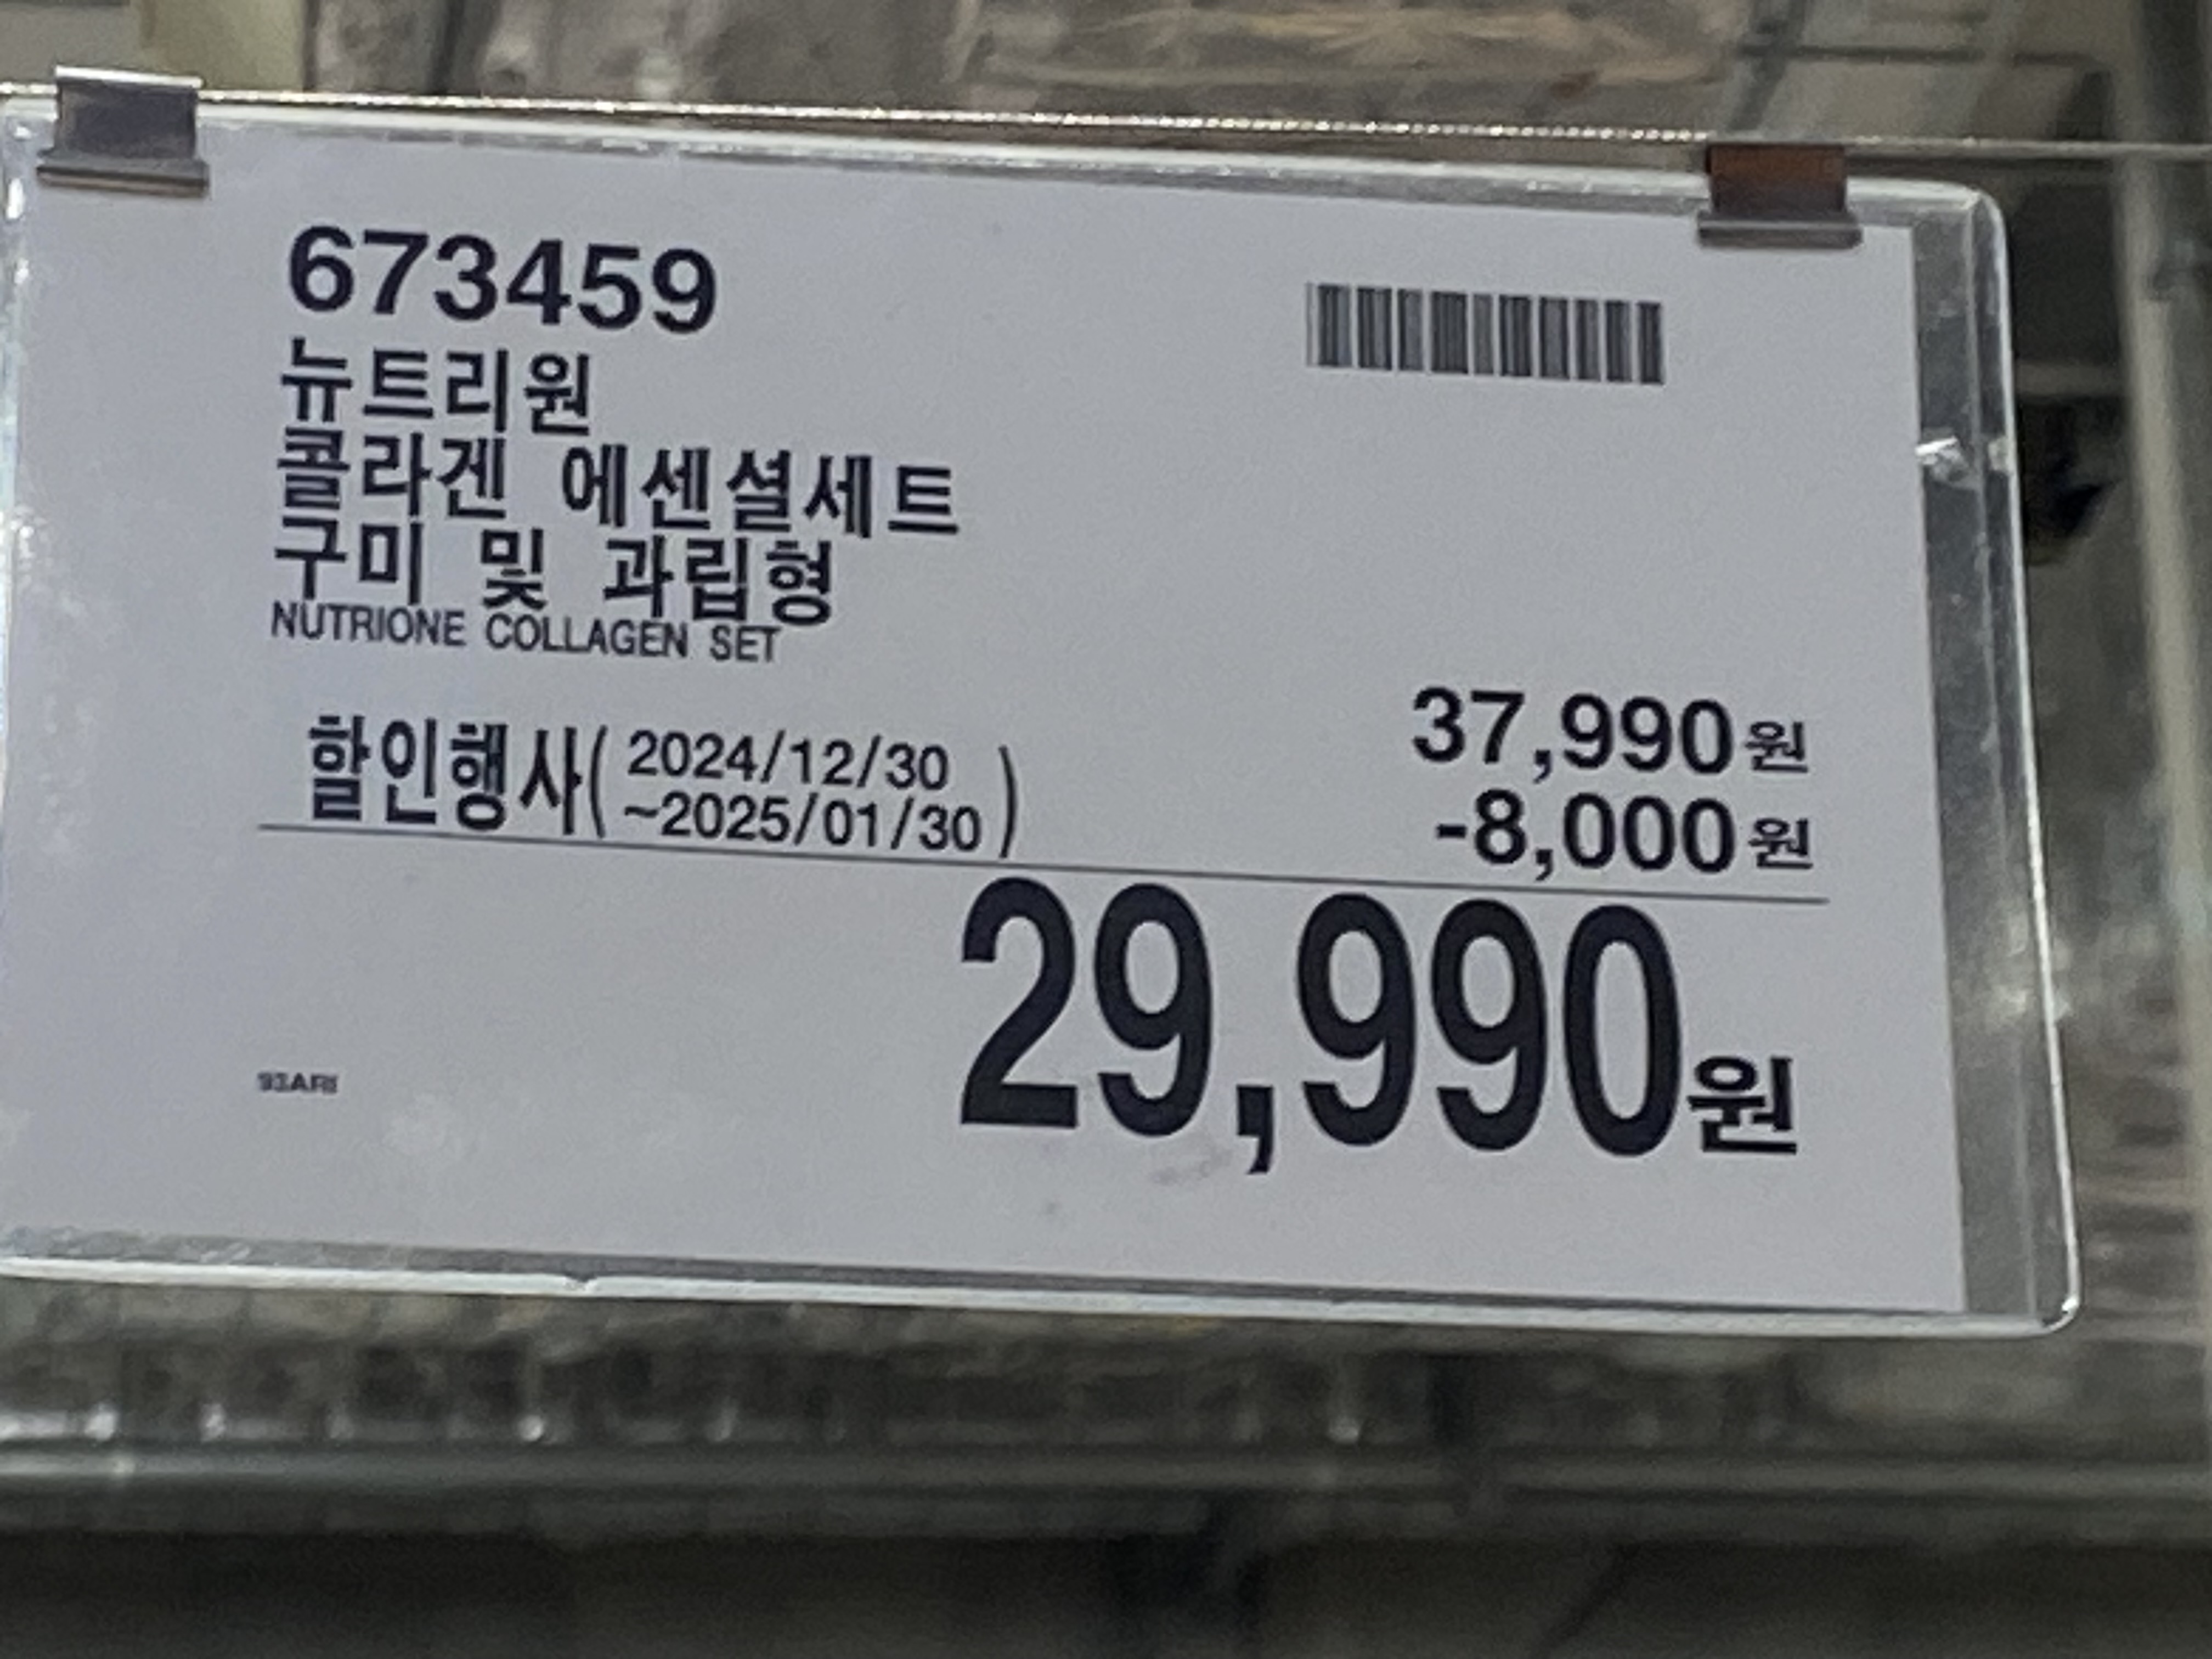 673459
뉴트리원
콜라겐 에센셜세트
구미 및 과립형
NUTRIONE COLLAGEN SET
37,990원
할인행사( 2024/12/30
~2025/01/30 )
-8,000원
29,990원